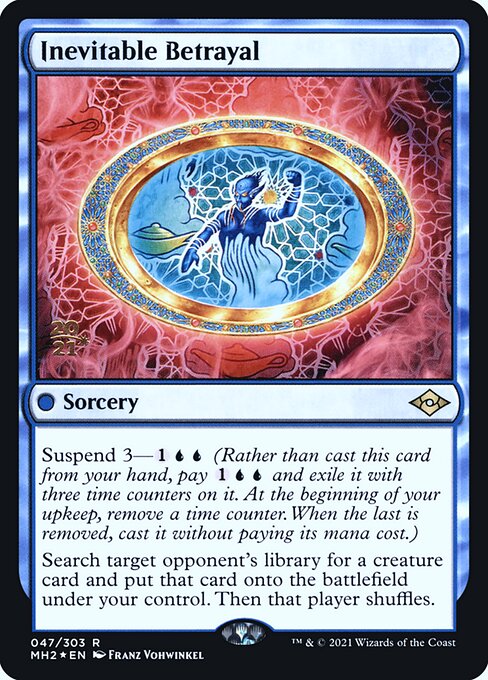 Inevitable Betrayal
20
21
Sorcery
Suspend 3—1 (Rather than cast this card
from your hand, pay 1 and exile it with
three time counters on it. At the beginning of your
upkeep, remove a time counter. When the last is
removed, cast it without paying its mana cost.)
Search target opponent's library for a creature
card and put that card onto the battlefield
under your control. Then that player shuffles.
047/303 R
MH2 EN Franz Vohwinkel
™ & © 2021 Wizards of the Coast